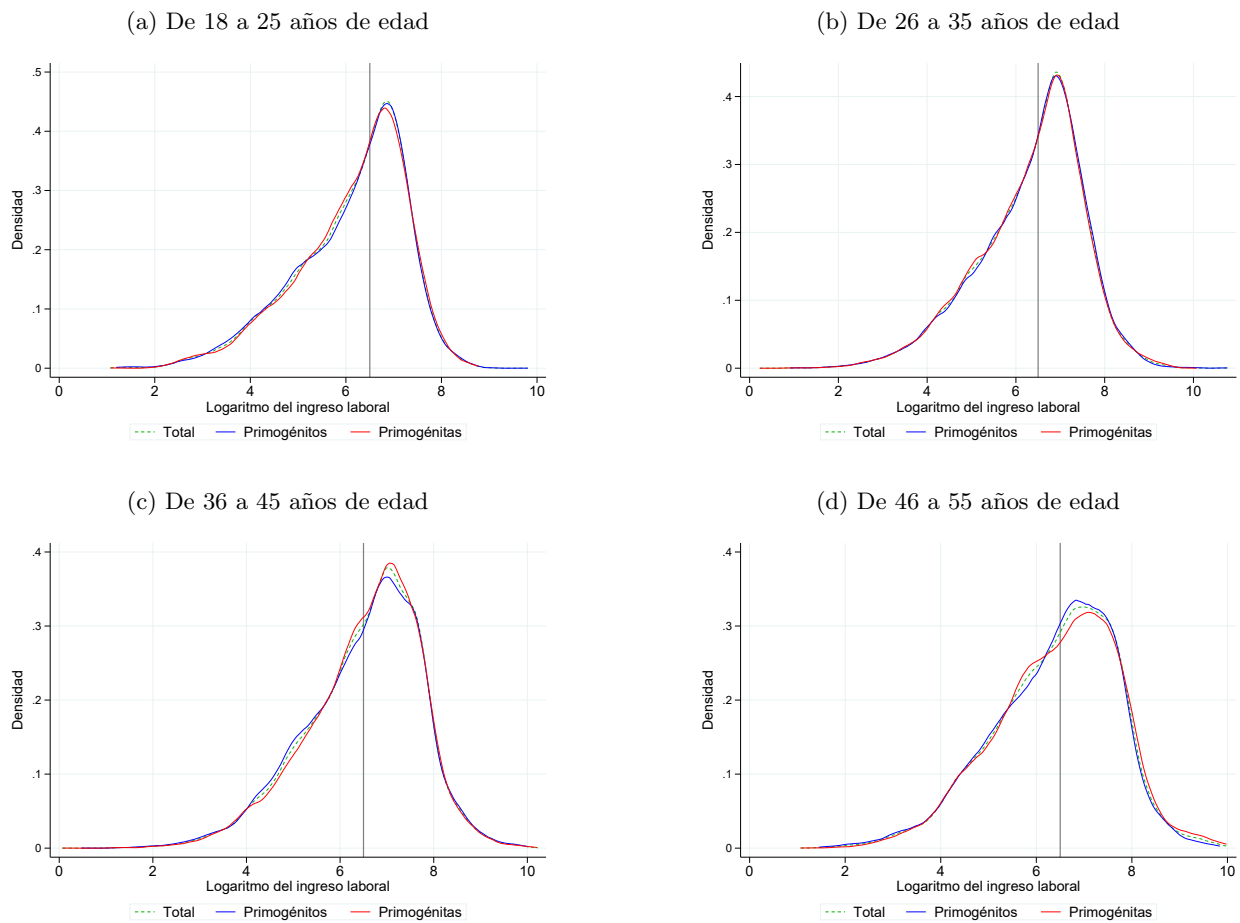 (a) De 18 a 25 años de edad
.5
.4
.3
.2
.1
0
Densidad
0 2 4 6 8 10
Logaritmo del ingreso laboral
Total Primogénitos Primogénitas
(b) De 26 a 35 años de edad
.4
.3
.2
.1
0
Densidad
0 2 4 6 8 10
Logaritmo del ingreso laboral
Total Primogénitos Primogénitas
(c) De 36 a 45 años de edad
.4
.3
.2
.1
0
Densidad
0 2 4 6 8 10
Logaritmo del ingreso laboral
Total Primogénitos Primogénitas
(d) De 46 a 55 años de edad
.4
.3
.2
.1
0
Densidad
0 2 4 6 8 10
Logaritmo del ingreso laboral
Total Primogénitos Primogénitas